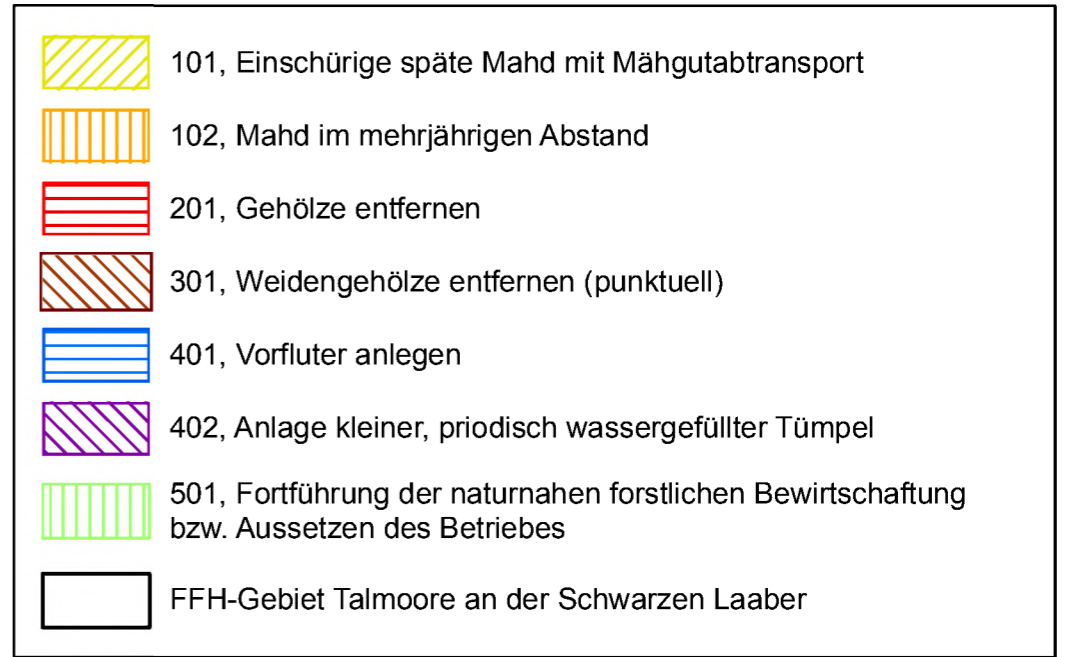 101, Einschürige späte Mahd mit Mähgutabtransport
102, Mahd im mehrjährigen Abstand
201, Gehölze entfernen
301, Weidengehölze entfernen (punktuell)
401, Vorfluter anlegen
402, Anlage kleiner, priodisch wassergefüllter Tümpel
501, Fortführung der naturnahen forstlichen Bewirtschaftung
bzw. Aussetzen des Betriebes
FFH-Gebiet Talmoore an der Schwarzen Laaber